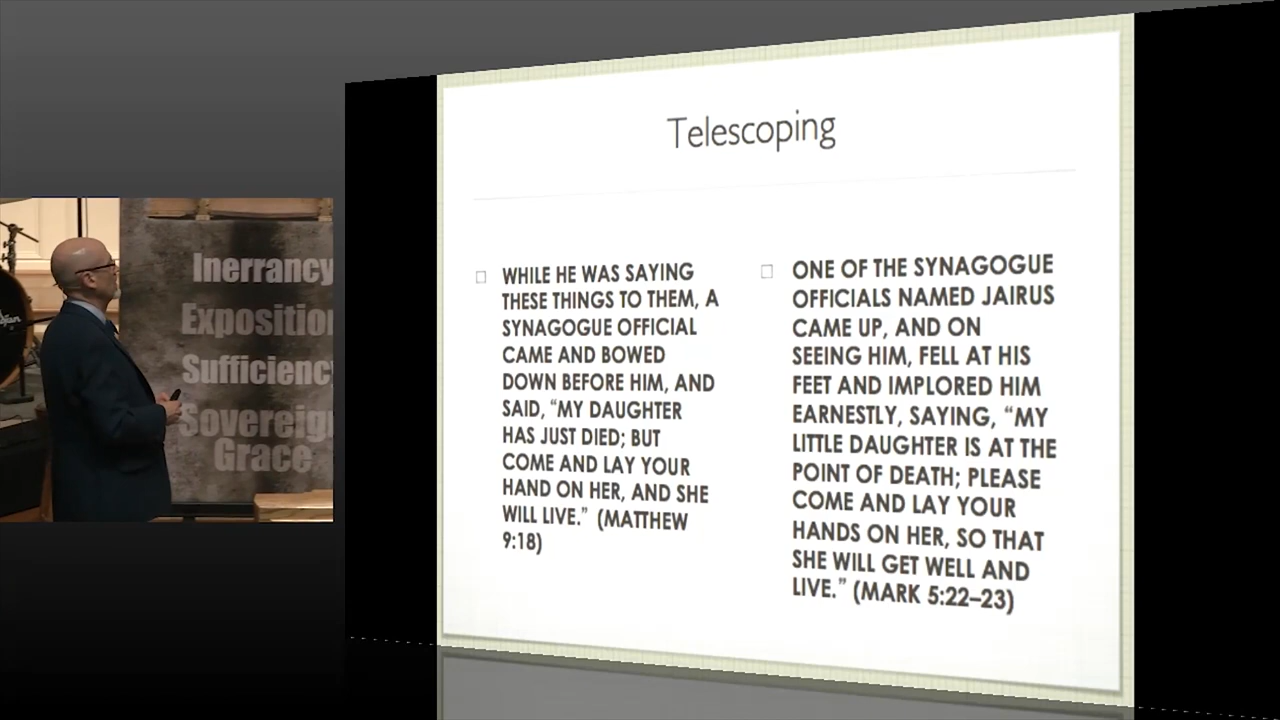 Telescoping
WHILE HE WAS SAYING
THESE THINGS TO THEM, A
SYNAGOGUE OFFICIAL
CAME AND BOWED
DOWN BEFORE HIM, AND
SAID, “MY DAUGHTER
HAS JUST DIED; BUT
COME AND LAY YOUR
HAND ON HER, AND SHE
WILL LIVE.” (MATTHEW
9:18)
ONE OF THE SYNAGOGUE
OFFICIALS NAMED JAIRUS
CAME UP, AND ON
SEEING HIM, FELL AT HIS
FEET AND IMPLORED HIM
EARNESTLY, SAYING, “MY
LITTLE DAUGHTER IS AT THE
POINT OF DEATH; PLEASE
COME AND LAY YOUR
HANDS ON HER, SO THAT
SHE WILL GET WELL AND
LIVE.” (MARK 5:22–23)
Inerrancy
Expositio
Sufficienc
Sovereig
Grace